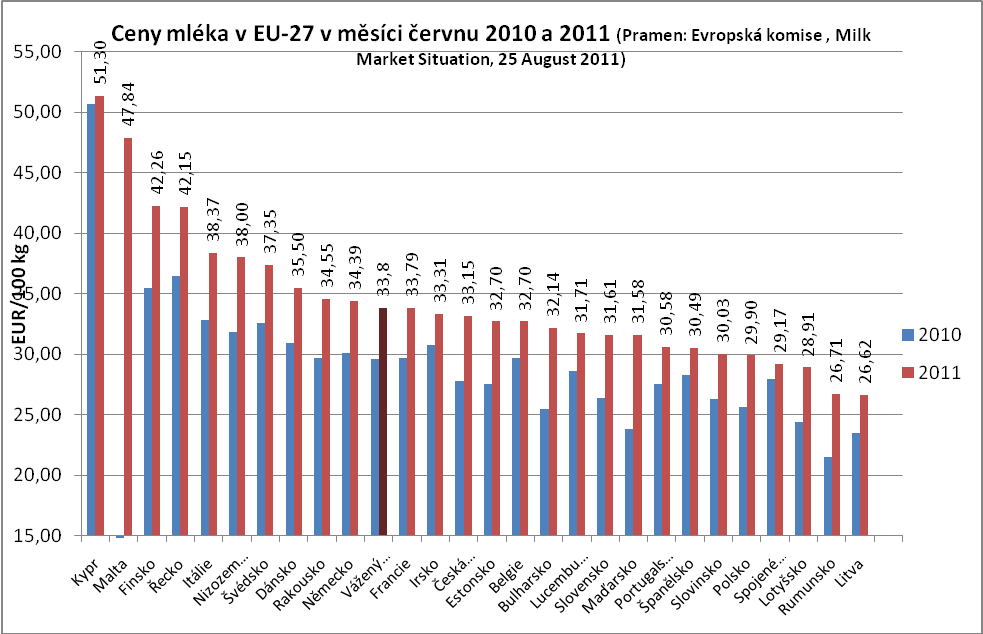 Ceny mléka v EU-27 v měsíci červnu 2010 a 2011 (Pramen: Evropská komise , Milk
Market Situation, 25 August 2011)
EUR/100 kg
55,00
50,00
45,00
40,00
35,00
30,00
25,00
20,00
15,00
51,30
47,84
42,26
42,15
38,37
38,00
37,35
35,50
34,55
34,39
33,8
33,79
33,31
33,15
32,70
32,70
32,14
31,71
31,61
31,58
30,58
30,49
30,03
29,90
29,17
28,91
26,71
26,62
2010
2011
Kypr
Malta
Finsko
Řecko
Itálie
Nizozem…
Švédsko
Dánsko
Rakousko
Německo
Vážený…
Francie
Irsko
Česká…
Estonsko
Belgie
Bulharsko
Lucembu…
Slovensko
Maďarsko
Portugals…
Španělsko
Slovinsko
Polsko
Spojené…
Lotyšsko
Rumunsko
Litva